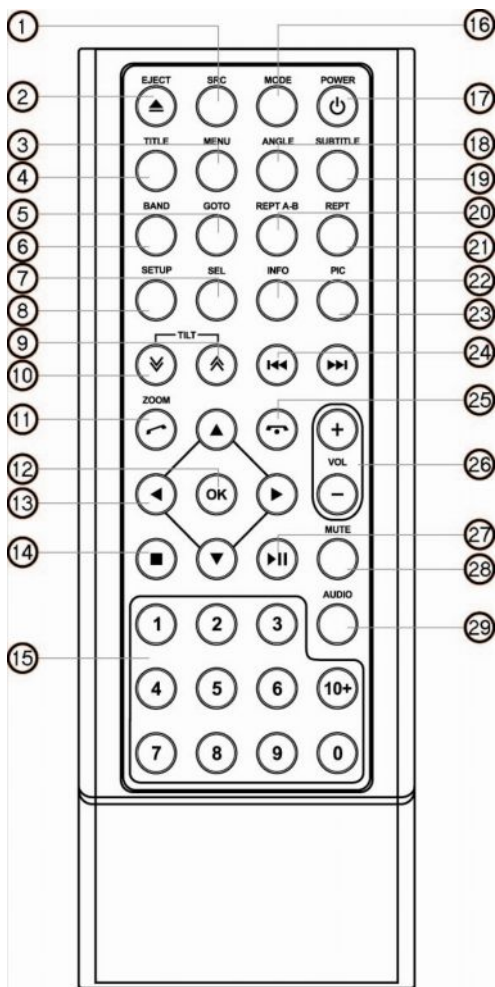 1 16
EJECT SRC MODE POWER
2 17
3 18
TITLE MENU ANGLE SUBTITLE
4 19
5 20
BAND GOTO REPT A-B REPT
6 21
7 22
SETUP SEL INFO PIC
8 23
9 TILT
10 24
ZOOM
11 25
12 OK + VOL − 26
13
14 27
MUTE
28
AUDIO
1 2 3
29
15
4 5 6 10+
7 8 9 0